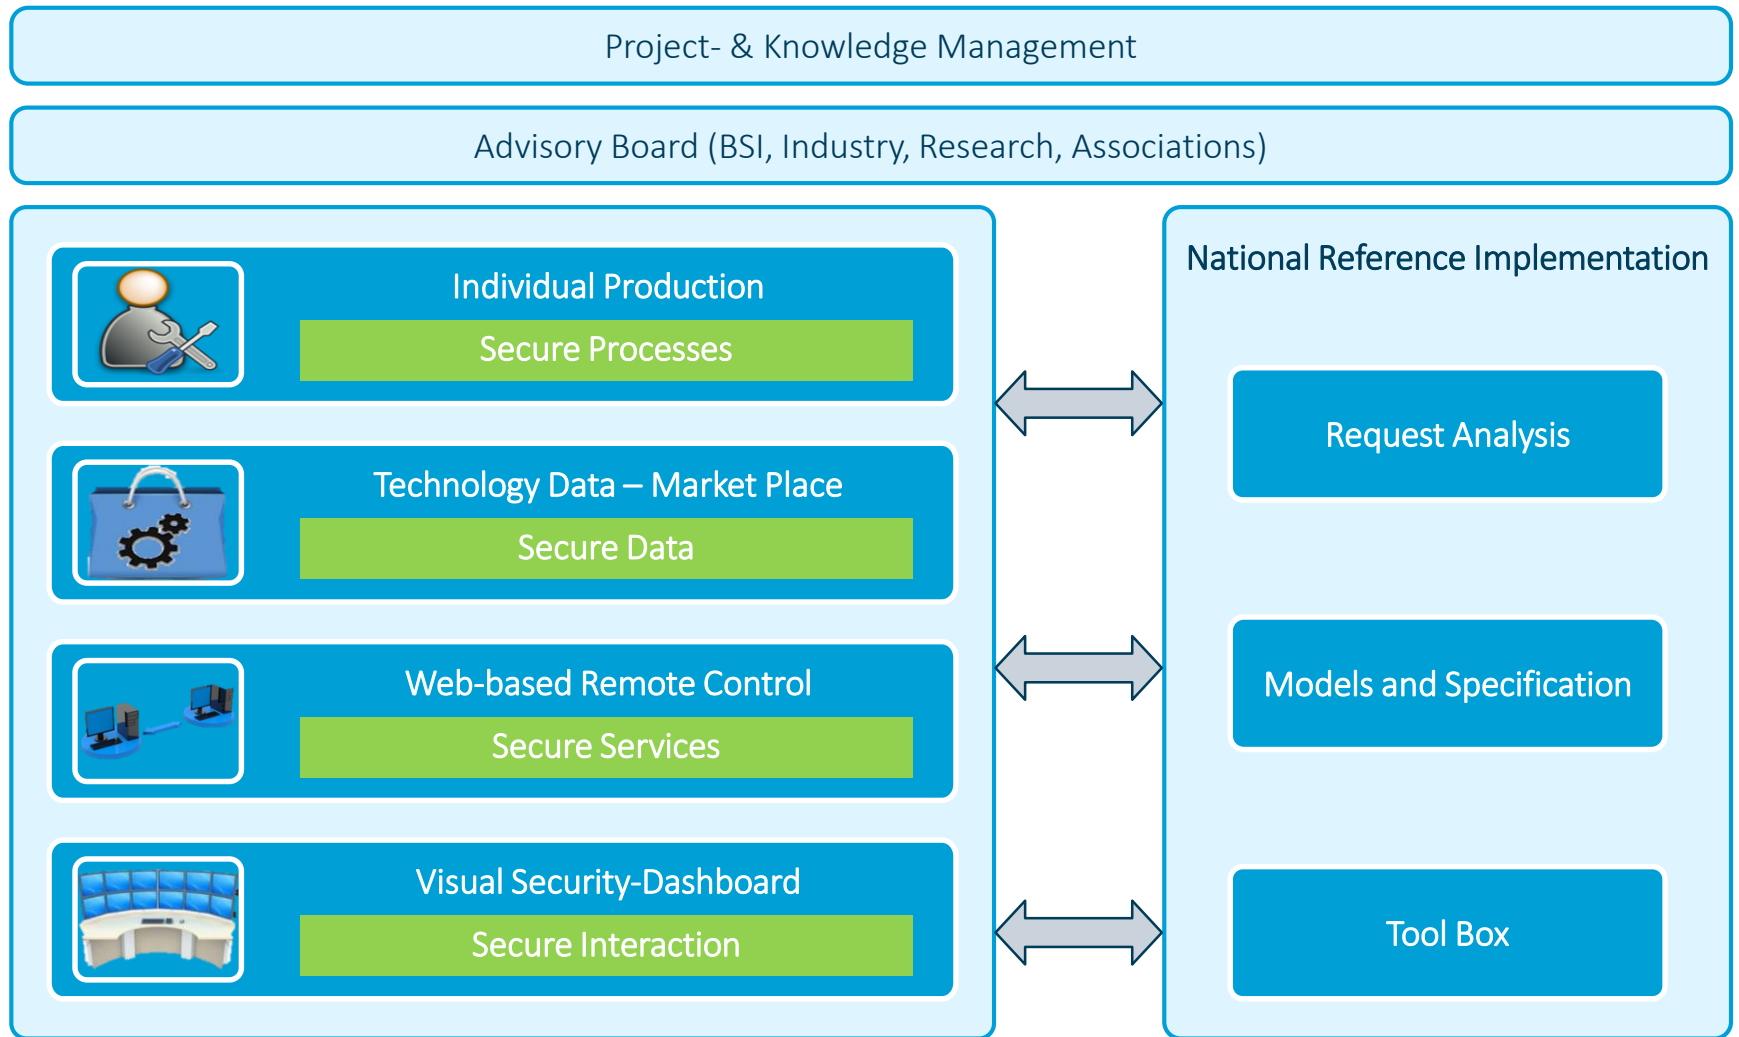 Project- & Knowledge Management
Advisory Board (BSI, Industry, Research, Associations)
Individual Production
Secure Processes
Technology Data – Market Place
Secure Data
Web-based Remote Control
Secure Services
Visual Security-Dashboard
Secure Interaction
National Reference Implementation
Request Analysis
Models and Specification
Tool Box